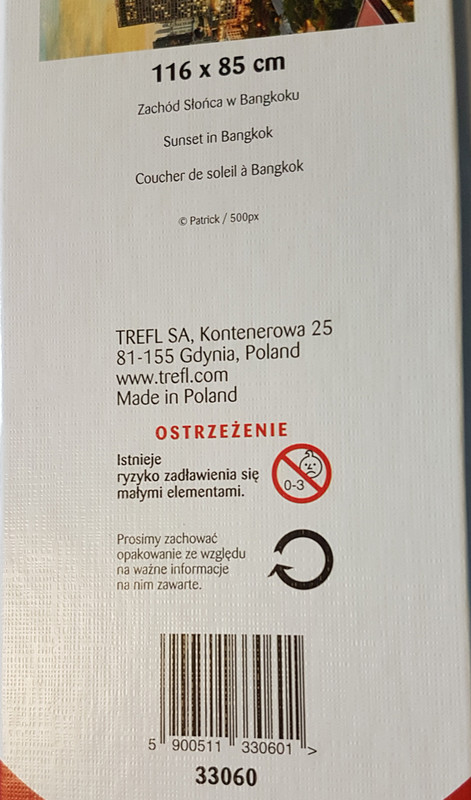 116 x 85 cm
Zachód Słońca w Bangkoku
Sunset in Bangkok
Coucher de soleil à Bangkok
© Patrick / 500px
TREFL SA, Kontenerowa 25
81-155 Gdynia, Poland
www.trefl.com
Made in Poland
OSTRZEŻENIE
Istnieje
ryzyko zadławienia się
małymi elementami.
0-3
Prosimy zachować
opakowanie ze względu
na ważne informacje
na nim zawarte.
5 900511 330601 >
33060